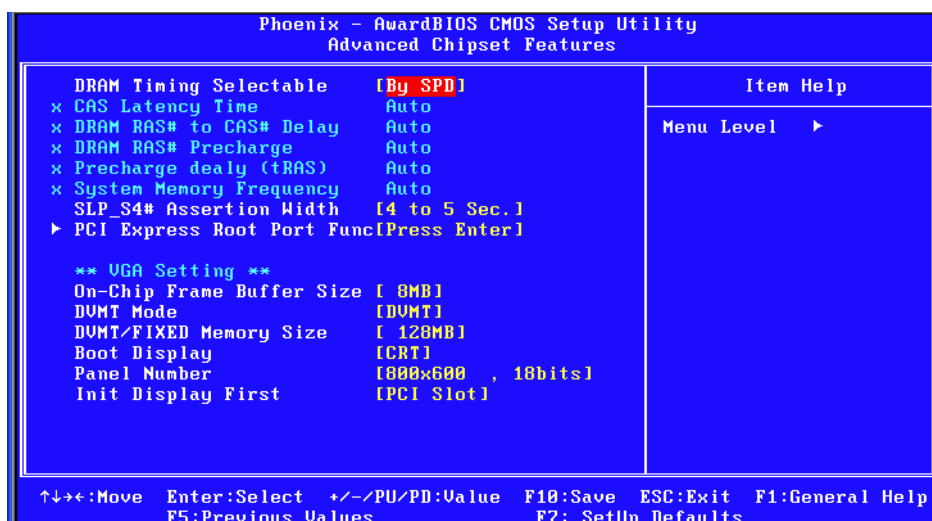 Phoenix - AwardBIOS CMOS Setup Utility
Advanced Chipset Features
DRAM Timing Selectable [By SPD]
x CAS Latency Time Auto
x DRAM RAS# to CAS# Delay Auto
x DRAM RAS# Precharge Auto
x Precharge dealy (tRAS) Auto
x System Memory Frequency Auto
SLP_S4# Assertion Width [4 to 5 Sec.]
► PCI Express Root Port Func[Press Enter]
** VGA Setting **
On-Chip Frame Buffer Size [ 8MB]
DVMT Mode [DVMT]
DVMT/FIXED Memory Size [ 128MB]
Boot Display [CRT]
Panel Number [800x600 , 18bits]
Init Display First [PCI Slot]
Item Help
Menu Level ►
↑↓→←:Move Enter:Select +/-/PU/PD:Value F10:Save ESC:Exit F1:General Help
F5:Previous Values F7: SetUp Defaults